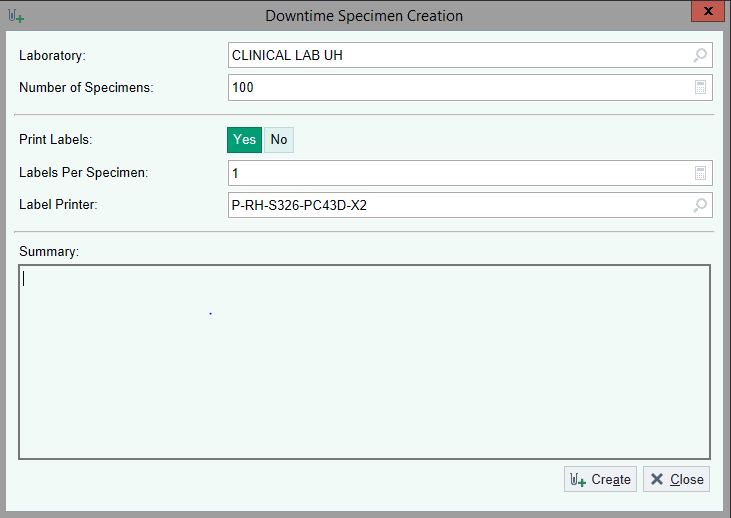 Downtime Specimen Creation
Laboratory: CLINICAL LAB UH
Number of Specimens: 100
Print Labels: Yes No
Labels Per Specimen: 1
Label Printer: P-RH-S326-PC43D-X2
Summary:
Create Close